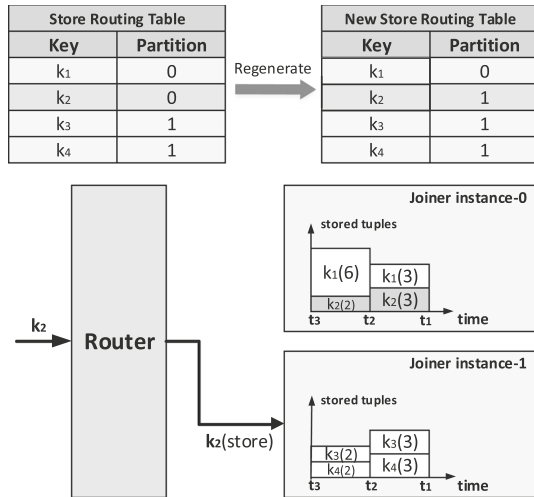 Store Routing Table
Key Partition
k₁ 0
k₂ 0
k₃ 1
k₄ 1
Regenerate
New Store Routing Table
Key Partition
k₁ 0
k₂ 1
k₃ 1
k₄ 1
k₂
Router
k₂(store)
Joiner instance-0
stored tuples
k₁(6) k₁(3)
k₂(2) k₂(3)
t₃ t₂ t₁ time
Joiner instance-1
stored tuples
k₃(2) k₃(3)
k₄(2) k₄(3)
t₃ t₂ t₁ time